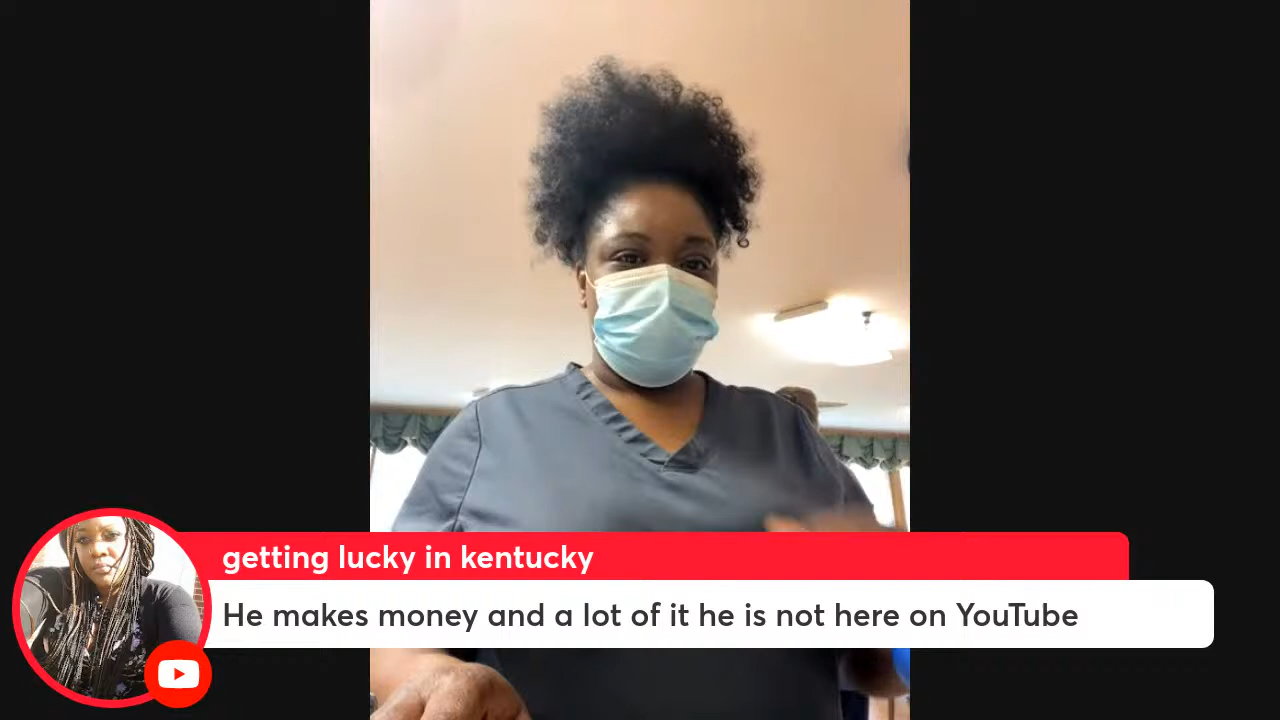 getting lucky in kentucky
He makes money and a lot of it he is not here on YouTube